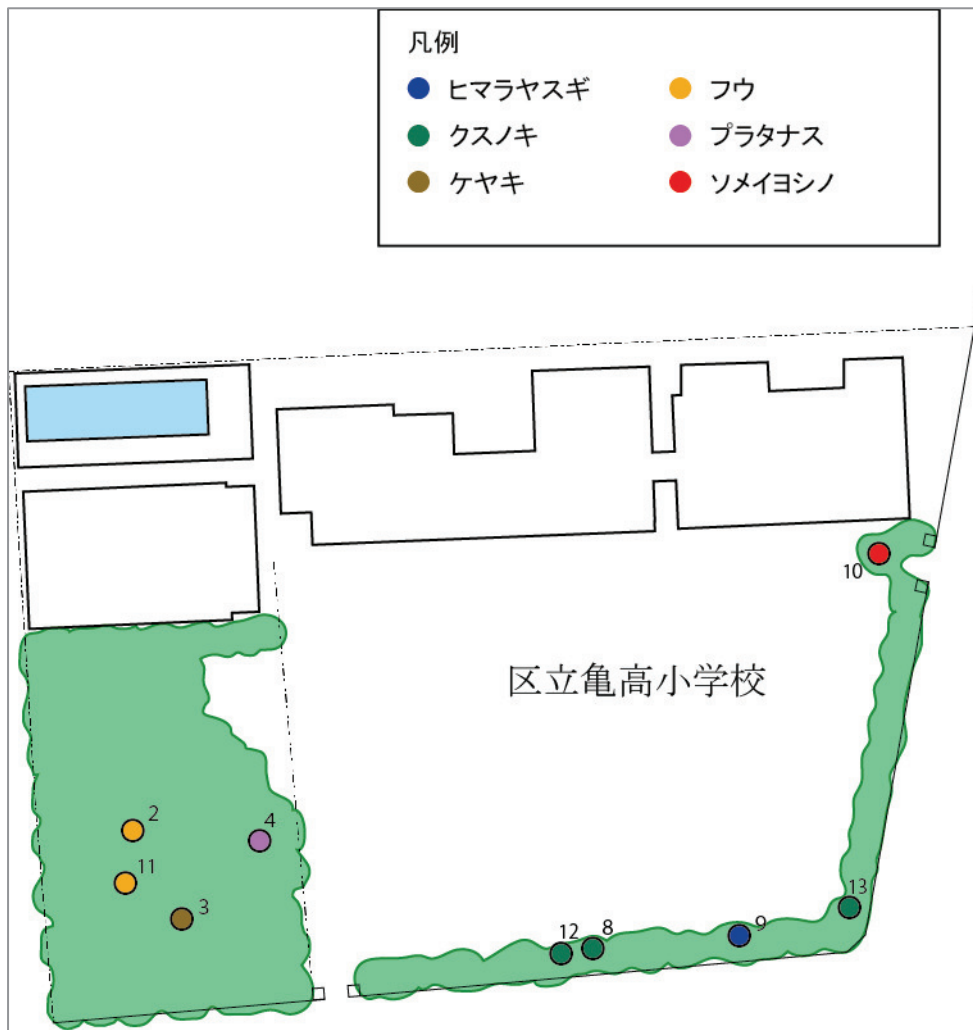 凡例
ヒマラヤスギ フウ
クスノキ プラタナス
ケヤキ ソメイヨシノ
10
区立亀高小学校
2
4
11
3
13
12
8
9